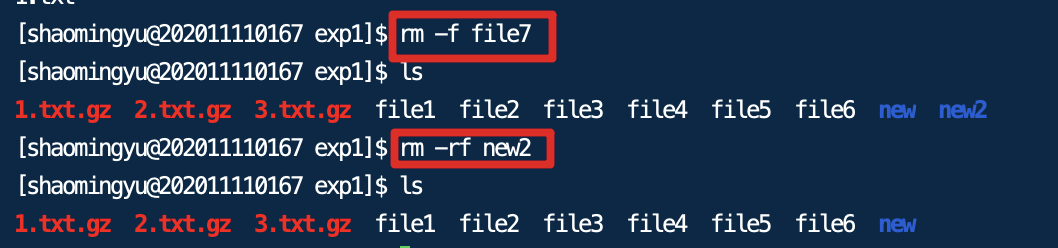 1.txt
[shaomingyu@202011110167 exp1]$ rm -f file7
[shaomingyu@202011110167 exp1]$ ls
1.txt.gz 2.txt.gz 3.txt.gz file1 file2 file3 file4 file5 file6 new new2
[shaomingyu@202011110167 exp1]$ rm -rf new2
[shaomingyu@202011110167 exp1]$ ls
1.txt.gz 2.txt.gz 3.txt.gz file1 file2 file3 file4 file5 file6 new